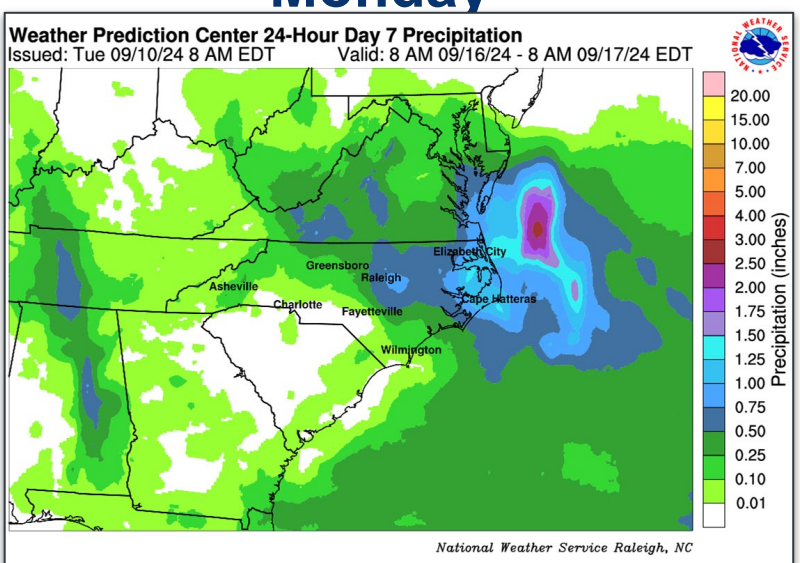 Monday
Weather Prediction Center 24-Hour Day 7 Precipitation
Issued: Tue 09/10/24 8 AM EDT Valid: 8 AM 09/16/24 - 8 AM 09/17/24 EDT
NATIONAL WEATHER SERVICE
20.00
15.00
10.00
7.00
5.00
4.00
3.00
2.50
2.00
1.75
1.50
1.25
1.00
0.75
0.50
0.25
0.10
0.01
Precipitation (inches)
Elizabeth City
Greensboro
Raleigh
Asheville
Cape Hatteras
Charlotte
Fayetteville
Wilmington
National Weather Service Raleigh, NC